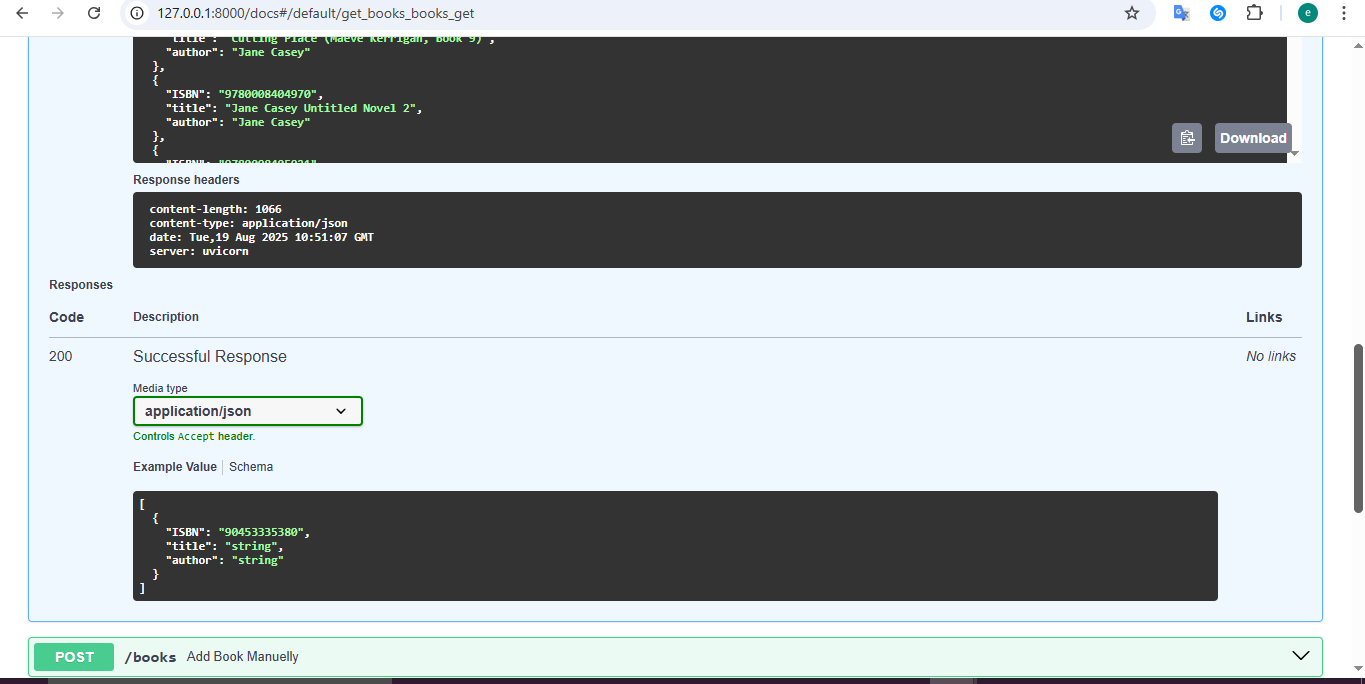 127.0.0.1:8000/docs#/default/get_books_books_get
e
"title": "Cutting Place (Maeve Kerrigan, Book 9)",
"author": "Jane Casey"
},
{
"ISBN": "9780008404970",
"title": "Jane Casey Untitled Novel 2",
"author": "Jane Casey"
},
{
Download
Response headers
content-length: 1066
content-type: application/json
date: Tue,19 Aug 2025 10:51:07 GMT
server: uvicorn
Responses
Code Description Links
200 Successful Response No links
Media type
application/json
Controls Accept header.
Example Value Schema
[
{
"ISBN": "90453335380",
"title": "string",
"author": "string"
}
]
POST /books Add Book Manuelly